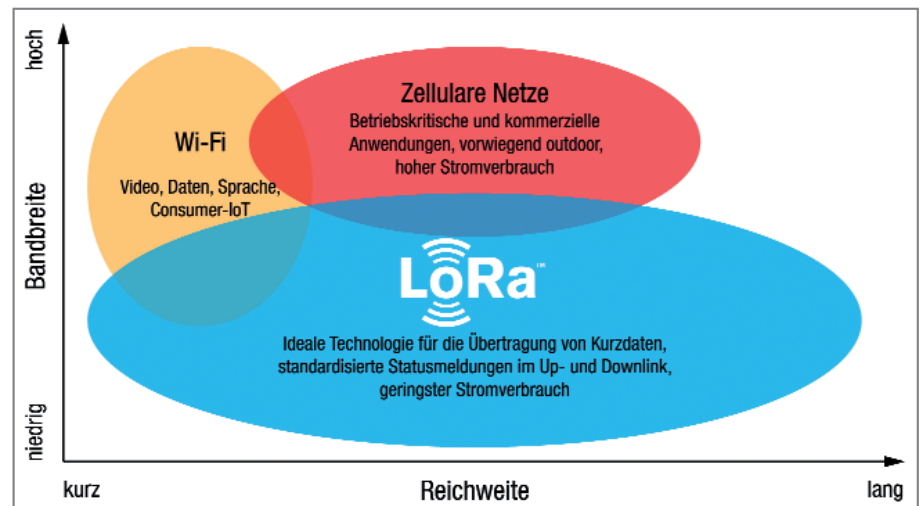 hoch
Bandbreite
niedrig
Wi-Fi
Video, Daten, Sprache,
Consumer-IoT
Zellulare Netze
Betriebskritische und kommerzielle
Anwendungen, vorwiegend outdoor,
hoher Stromverbrauch
LoRa™
Ideale Technologie für die Übertragung von Kurzdaten,
standardisierte Statusmeldungen im Up- und Downlink,
geringster Stromverbrauch
kurz
Reichweite
lang